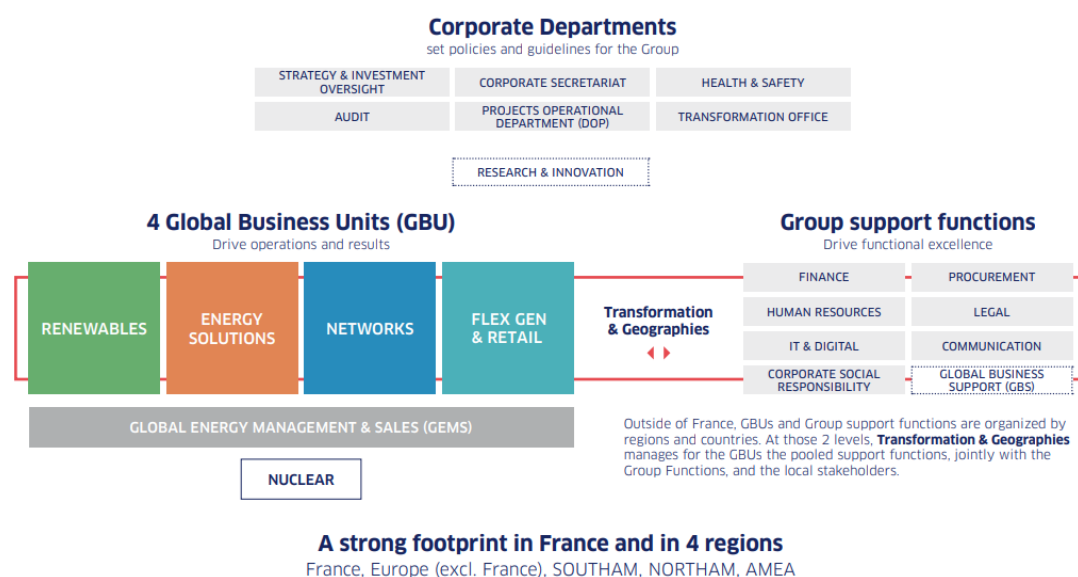 Corporate Departments
set policies and guidelines for the Group
STRATEGY & INVESTMENT
OVERSIGHT
CORPORATE SECRETARIAT
HEALTH & SAFETY
AUDIT
PROJECTS OPERATIONAL
DEPARTMENT (DOP)
TRANSFORMATION OFFICE
RESEARCH & INNOVATION
4 Global Business Units (GBU)
Drive operations and results
RENEWABLES
ENERGY
SOLUTIONS
NETWORKS
FLEX GEN
& RETAIL
GLOBAL ENERGY MANAGEMENT & SALES (GEMS)
NUCLEAR
Transformation
& Geographies
Group support functions
Drive functional excellence
FINANCE
PROCUREMENT
HUMAN RESOURCES
LEGAL
IT & DIGITAL
COMMUNICATION
CORPORATE SOCIAL
RESPONSIBILITY
GLOBAL BUSINESS
SUPPORT (GBS)
Outside of France, GBUs and Group support functions are organized by
regions and countries. At those 2 levels, Transformation & Geographies
manages for the GBUs the pooled support functions, jointly with the
Group Functions, and the local stakeholders.
A strong footprint in France and in 4 regions
France, Europe (excl. France), SOUTHAM, NORTHAM, AMEA